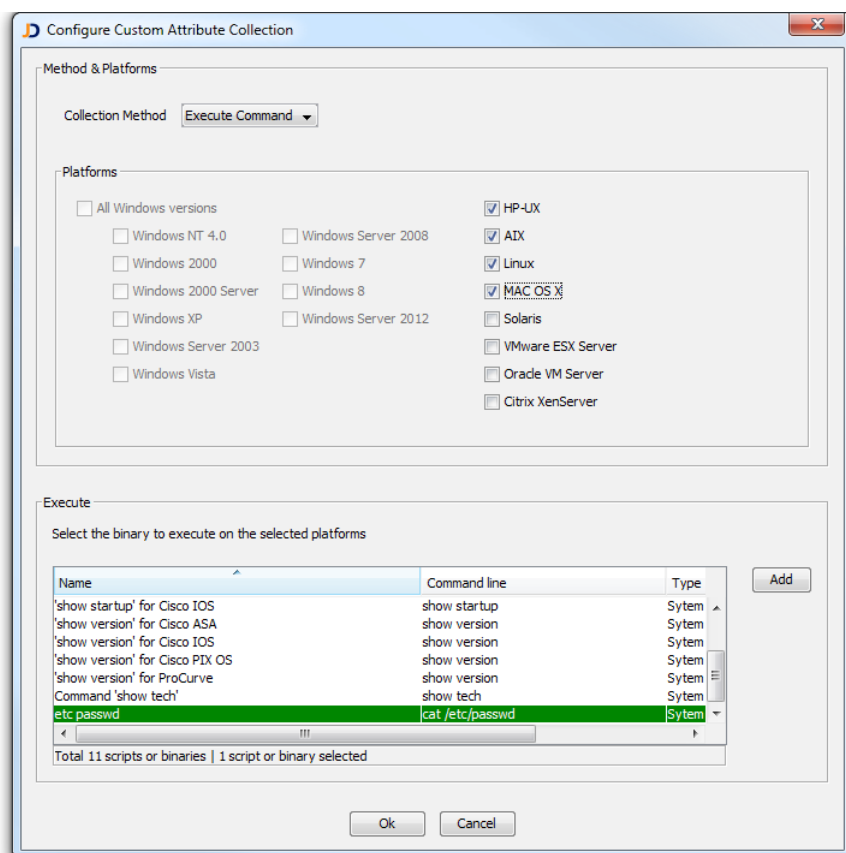 Configure Custom Attribute Collection
Method & Platforms
Collection Method Execute Command
Platforms
All Windows versions HP-UX
Windows NT 4.0 Windows Server 2008 AIX
Windows 2000 Windows 7 Linux
Windows 2000 Server Windows 8 MAC OS X
Windows XP Windows Server 2012 Solaris
Windows Server 2003 VMware ESX Server
Windows Vista Oracle VM Server
Citrix XenServer
Execute
Select the binary to execute on the selected platforms
Name Command line Type Add
'show startup' for Cisco IOS show startup Sytem
'show version' for Cisco ASA show version Sytem
'show version' for Cisco IOS show version Sytem
'show version' for Cisco PIX OS show version Sytem
'show version' for ProCurve show version Sytem
Command 'show tech' show tech Sytem
etc passwd cat /etc/passwd Sytem
Total 11 scripts or binaries | 1 script or binary selected
Ok Cancel